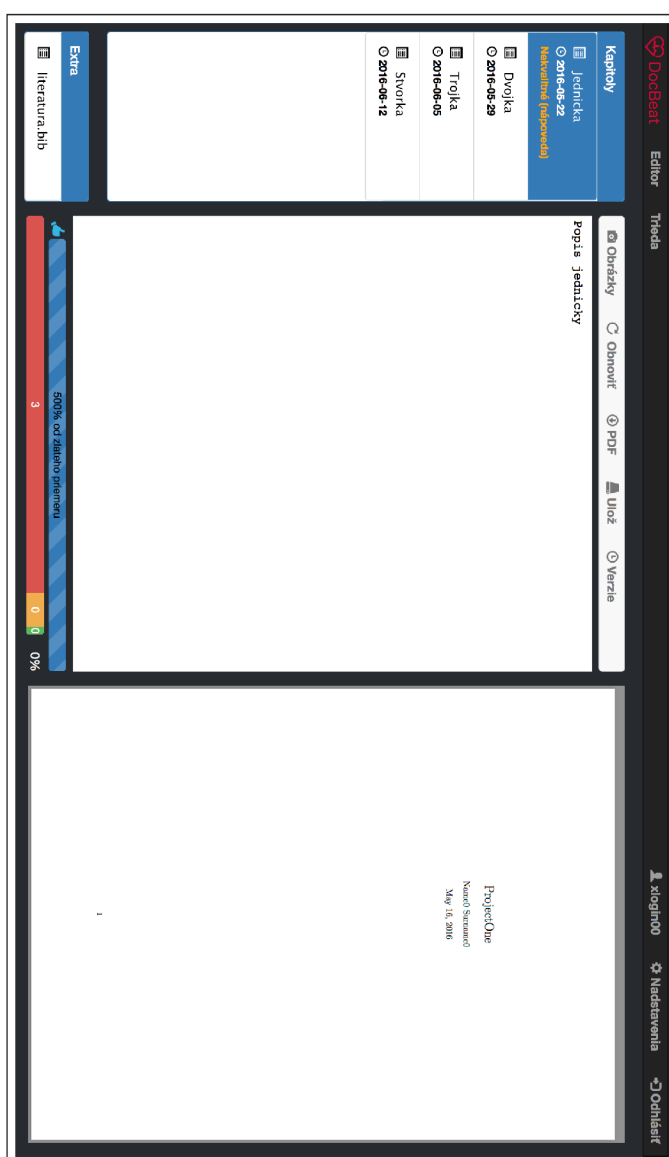 DocBeat Editor Trieda xlogin00 Nadstavenia Odhlásiť
Kapitoly
Jednicka
2016-05-22
Nekvalitné (nápoveda)
Dvojka
2016-05-29
Trojka
2016-06-05
Stvorka
2016-06-12
Extra
literatura.bib
Obrázky Obnoviť PDF Ulož Verzie
Popis jednicky
500% od zlateho priemeru
3 0 0 0%
ProjectOne
Name0 Surname0
May 16, 2016
1